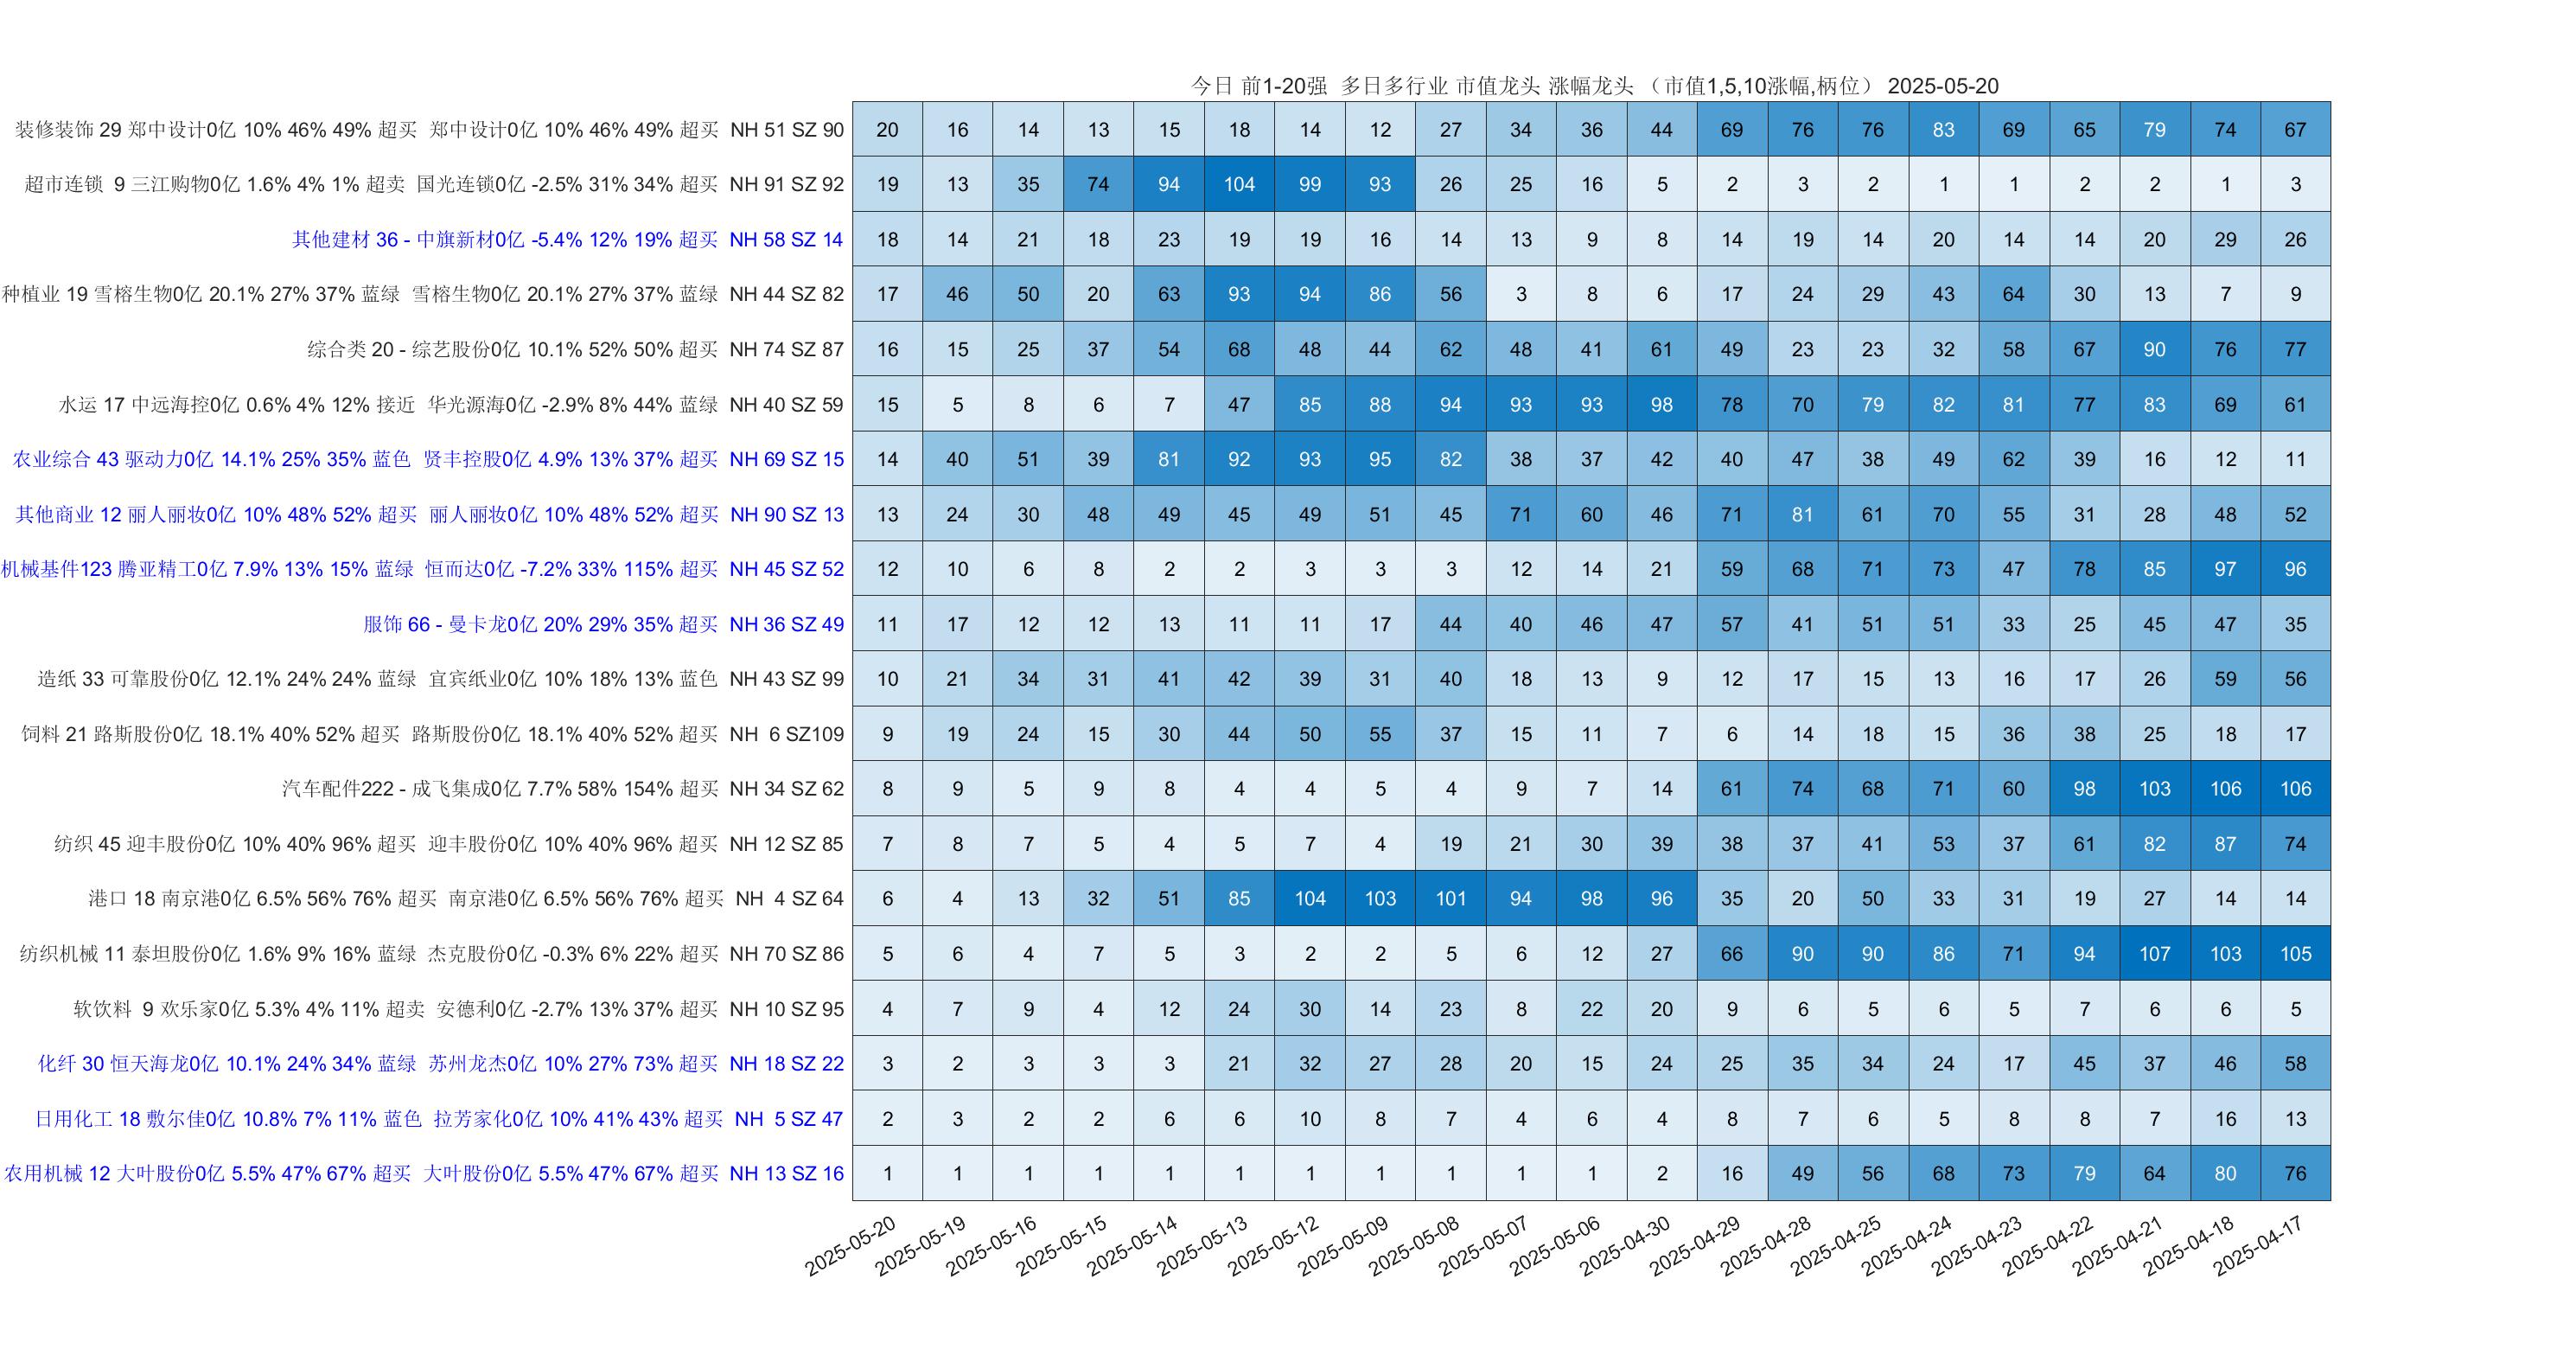 今日 前1-20强 多日多行业 市值龙头 涨幅龙头 （市值1,5,10涨幅,柄位） 2025-05-20
装修装饰 29 郑中设计0亿 10% 46% 49% 超买 郑中设计0亿 10% 46% 49% 超买 NH 51 SZ 90 20 16 14 13 15 18 14 12 27 34 36 44 69 76 76 83 69 65 79 74 67
超市连锁 9 三江购物0亿 1.6% 4% 1% 超卖 国光连锁0亿 -2.5% 31% 34% 超买 NH 91 SZ 92 19 13 35 74 94 104 99 93 26 25 16 5 2 3 2 1 1 2 2 1 3
其他建材 36 - 中旗新材0亿 -5.4% 12% 19% 超买 NH 58 SZ 14 18 14 21 18 23 19 19 16 14 13 9 8 14 19 14 20 14 14 20 29 26
种植业 19 雪榕生物0亿 20.1% 27% 37% 蓝绿 雪榕生物0亿 20.1% 27% 37% 蓝绿 NH 44 SZ 82 17 46 50 20 63 93 94 86 56 3 8 6 17 24 29 43 64 30 13 7 9
综合类 20 - 综艺股份0亿 10.1% 52% 50% 超买 NH 74 SZ 87 16 15 25 37 54 68 48 44 62 48 41 61 49 23 23 32 58 67 90 76 77
水运 17 中远海控0亿 0.6% 4% 12% 接近 华光源海0亿 -2.9% 8% 44% 蓝绿 NH 40 SZ 59 15 5 8 6 7 47 85 88 94 93 93 98 78 70 79 82 81 77 83 69 61
农业综合 43 驱动力0亿 14.1% 25% 35% 蓝色 贤丰控股0亿 4.9% 13% 37% 超买 NH 69 SZ 15 14 40 51 39 81 92 93 95 82 38 37 42 40 47 38 49 62 39 16 12 11
其他商业 12 丽人丽妆0亿 10% 48% 52% 超买 丽人丽妆0亿 10% 48% 52% 超买 NH 90 SZ 13 13 24 30 48 49 45 49 51 45 71 60 46 71 81 61 70 55 31 28 48 52
机械基件123 腾亚精工0亿 7.9% 13% 15% 蓝绿 恒而达0亿 -7.2% 33% 115% 超买 NH 45 SZ 52 12 10 6 8 2 2 3 3 3 12 14 21 59 68 71 73 47 78 85 97 96
服饰 66 - 曼卡龙0亿 20% 29% 35% 超买 NH 36 SZ 49 11 17 12 12 13 11 11 17 44 40 46 47 57 41 51 51 33 25 45 47 35
造纸 33 可靠股份0亿 12.1% 24% 24% 蓝绿 宜宾纸业0亿 10% 18% 13% 蓝色 NH 43 SZ 99 10 21 34 31 41 42 39 31 40 18 13 9 12 17 15 13 16 17 26 59 56
饲料 21 路斯股份0亿 18.1% 40% 52% 超买 路斯股份0亿 18.1% 40% 52% 超买 NH 6 SZ109 9 19 24 15 30 44 50 55 37 15 11 7 6 14 18 15 36 38 25 18 17
汽车配件222 - 成飞集成0亿 7.7% 58% 154% 超买 NH 34 SZ 62 8 9 5 9 8 4 4 5 4 9 7 14 61 74 68 71 60 98 103 106 106
纺织 45 迎丰股份0亿 10% 40% 96% 超买 迎丰股份0亿 10% 40% 96% 超买 NH 12 SZ 85 7 8 7 5 4 5 7 4 19 21 30 39 38 37 41 53 37 61 82 87 74
港口 18 南京港0亿 6.5% 56% 76% 超买 南京港0亿 6.5% 56% 76% 超买 NH 4 SZ 64 6 4 13 32 51 85 104 103 101 94 98 96 35 20 50 33 31 19 27 14 14
纺织机械 11 泰坦股份0亿 1.6% 9% 16% 蓝绿 杰克股份0亿 -0.3% 6% 22% 超买 NH 70 SZ 86 5 6 4 7 5 3 2 2 5 6 12 27 66 90 90 86 71 94 107 103 105
软饮料 9 欢乐家0亿 5.3% 4% 11% 超卖 安德利0亿 -2.7% 13% 37% 超买 NH 10 SZ 95 4 7 9 4 12 24 30 14 23 8 22 20 9 6 5 6 5 7 6 6 5
化纤 30 恒天海龙0亿 10.1% 24% 34% 蓝绿 苏州龙杰0亿 10% 27% 73% 超买 NH 18 SZ 22 3 2 3 3 3 21 32 27 28 20 15 24 25 35 34 24 17 45 37 46 58
日用化工 18 敷尔佳0亿 10.8% 7% 11% 蓝色 拉芳家化0亿 10% 41% 43% 超买 NH 5 SZ 47 2 3 2 2 6 6 10 8 7 4 6 4 8 7 6 5 8 8 7 16 13
农用机械 12 大叶股份0亿 5.5% 47% 67% 超买 大叶股份0亿 5.5% 47% 67% 超买 NH 13 SZ 16 1 1 1 1 1 1 1 1 1 1 1 2 16 49 56 68 73 79 64 80 76
2025-05-20 2025-05-19 2025-05-16 2025-05-15 2025-05-14 2025-05-13 2025-05-12 2025-05-09 2025-05-08 2025-05-07 2025-05-06 2025-04-30 2025-04-29 2025-04-28 2025-04-25 2025-04-24 2025-04-23 2025-04-22 2025-04-21 2025-04-18 2025-04-17